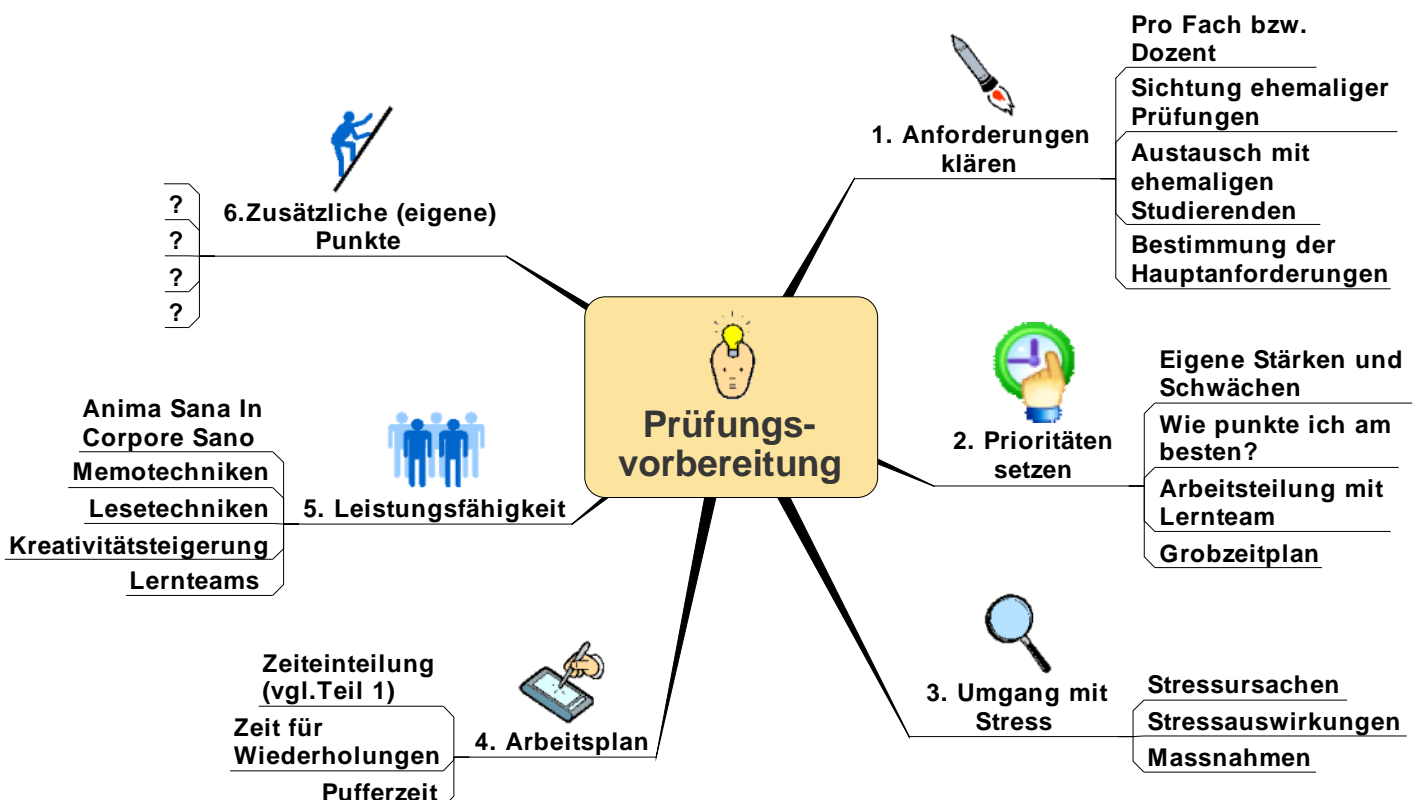 Prüfungs-
vorbereitung
1. Anforderungen
klären
Pro Fach bzw.
Dozent
Sichtung ehemaliger
Prüfungen
Austausch mit
ehemaligen
Studierenden
Bestimmung der
Hauptanforderungen
2. Prioritäten
setzen
Eigene Stärken und
Schwächen
Wie punkte ich am
besten?
Arbeitsteilung mit
Lernteam
Grobzeitplan
3. Umgang mit
Stress
Stressursachen
Stressauswirkungen
Massnahmen
4. Arbeitsplan
Zeiteinteilung
(vgl.Teil 1)
Zeit für
Wiederholungen
Pufferzeit
5. Leistungsfähigkeit
Anima Sana In
Corpore Sano
Memotechniken
Lesetechniken
Kreativitätsteigerung
Lernteams
6.Zusätzliche (eigene)
Punkte
?
?
?
?